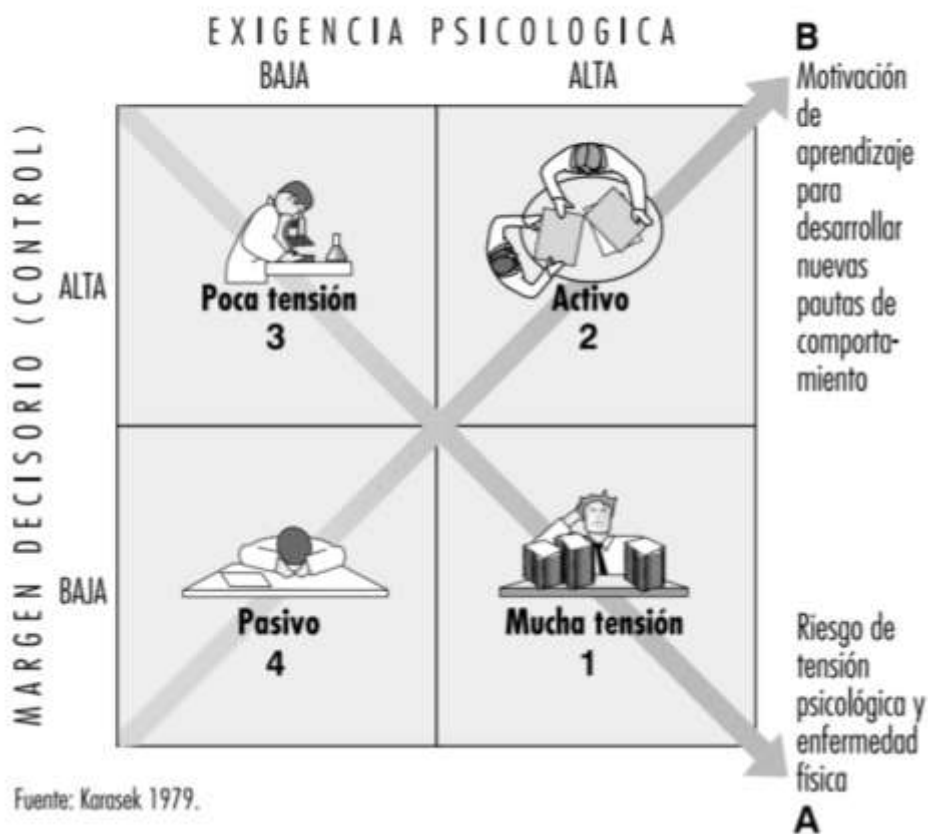 EXIGENCIA PSICOLOGICA
BAJA
ALTA
MARGEN DECISORIO (CONTROL)
ALTA
BAJA
Poca tensión
3
Activo
2
Pasivo
4
Mucha tensión
1
B
Motivación
de
aprendizaje
para
desarrollar
nuevas
pautas de
comporta-
miento
Riesgo de
tensión
psicológica y
enfermedad
física
A
Fuente: Karasek 1979.